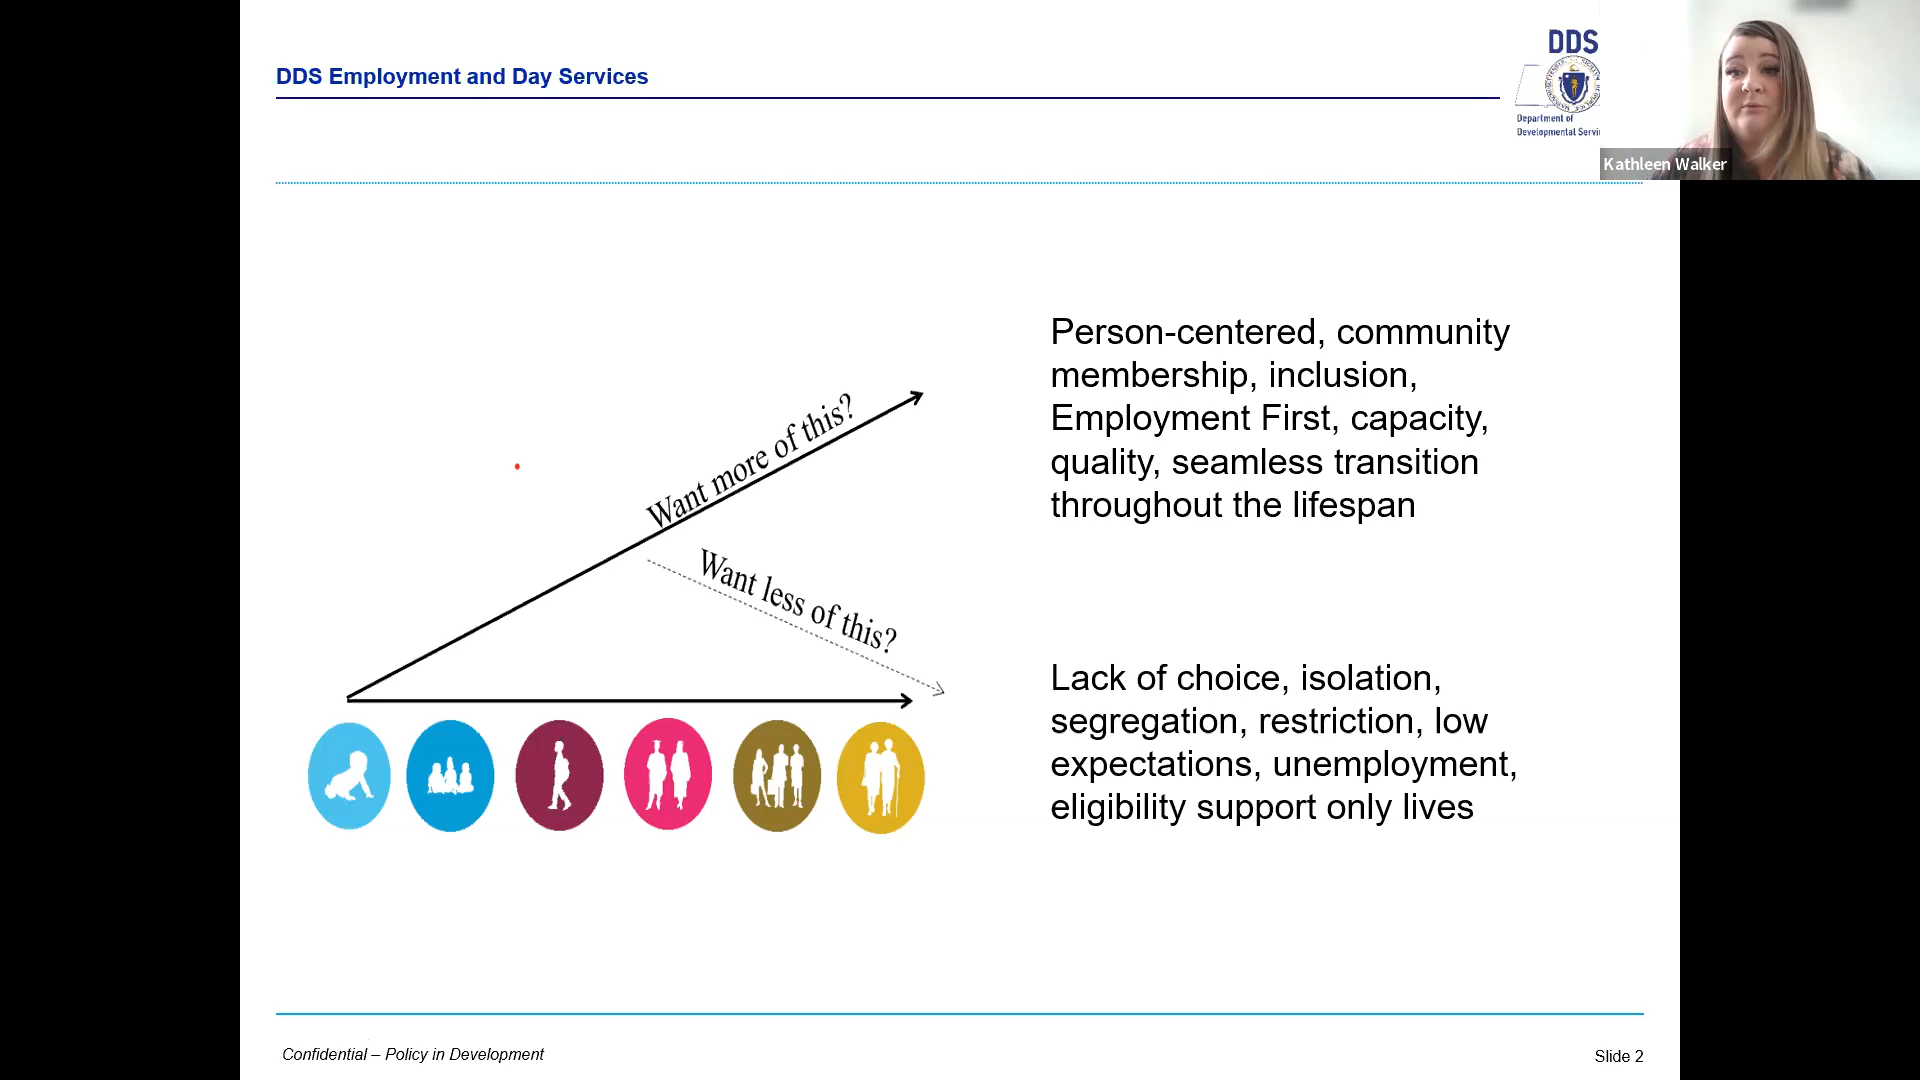 DDS Employment and Day Services
DDS
Department of
Developmental Servi
Kathleen Walker
Want more of this?
Want less of this?
Person-centered, community
membership, inclusion,
Employment First, capacity,
quality, seamless transition
throughout the lifespan
Lack of choice, isolation,
segregation, restriction, low
expectations, unemployment,
eligibility support only lives
Confidential – Policy in Development
Slide 2